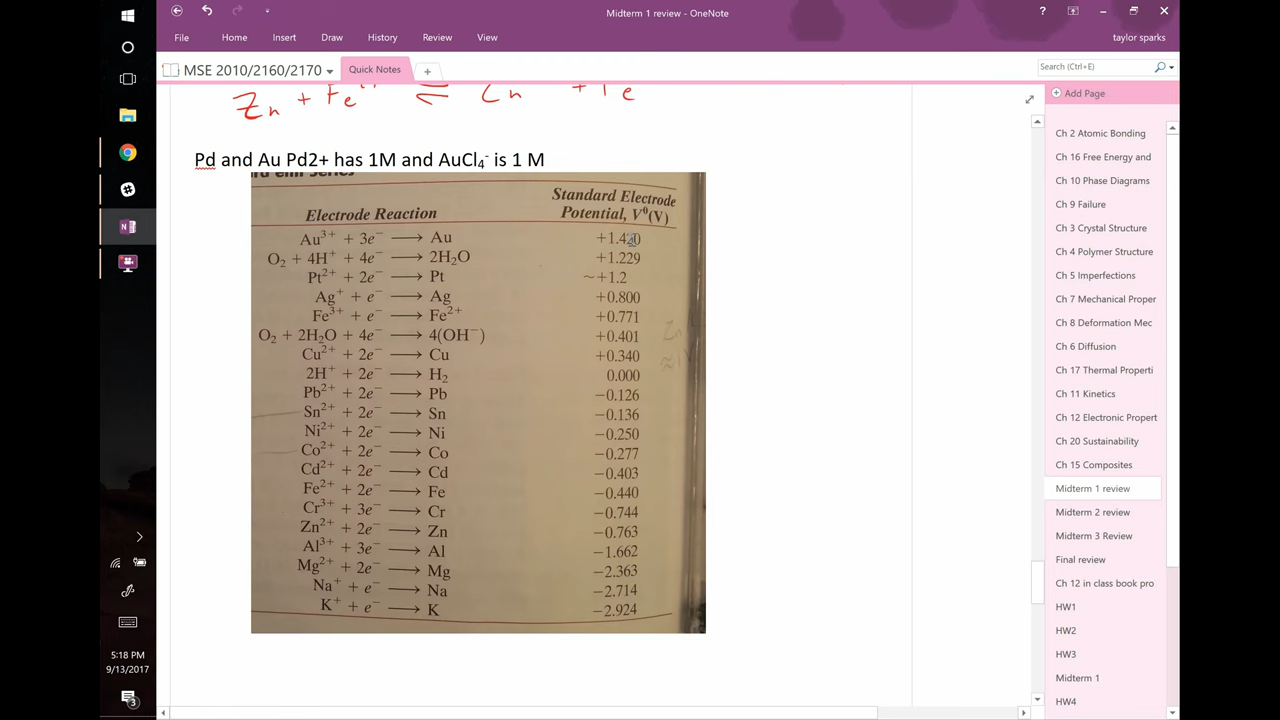 Midterm 1 review - OneNote
File Home Insert Draw History Review View
taylor sparks
MSE 2010/2160/2170
Quick Notes
Search (Ctrl+E)
Zn + Fe ⇌ Zn + Fe
Pd and Au Pd2+ has 1M and AuCl₄⁻ is 1 M
Series
Electrode Reaction
Standard Electrode
Potential, V⁰(V)
Au³⁺ + 3e⁻ ⟶ Au +1.420
O₂ + 4H⁺ + 4e⁻ ⟶ 2H₂O +1.229
Pt²⁺ + 2e⁻ ⟶ Pt ~+1.2
Ag⁺ + e⁻ ⟶ Ag +0.800
Fe³⁺ + e⁻ ⟶ Fe²⁺ +0.771
O₂ + 2H₂O + 4e⁻ ⟶ 4(OH⁻) +0.401
Cu²⁺ + 2e⁻ ⟶ Cu +0.340
2H⁺ + 2e⁻ ⟶ H₂ 0.000
Pb²⁺ + 2e⁻ ⟶ Pb −0.126
Sn²⁺ + 2e⁻ ⟶ Sn −0.136
Ni²⁺ + 2e⁻ ⟶ Ni −0.250
Co²⁺ + 2e⁻ ⟶ Co −0.277
Cd²⁺ + 2e⁻ ⟶ Cd −0.403
Fe²⁺ + 2e⁻ ⟶ Fe −0.440
Cr³⁺ + 3e⁻ ⟶ Cr −0.744
Zn²⁺ + 2e⁻ ⟶ Zn −0.763
Al³⁺ + 3e⁻ ⟶ Al −1.662
Mg²⁺ + 2e⁻ ⟶ Mg −2.363
Na⁺ + e⁻ ⟶ Na −2.714
K⁺ + e⁻ ⟶ K −2.924
Zn
Add Page
Ch 2 Atomic Bonding
Ch 16 Free Energy and
Ch 10 Phase Diagrams
Ch 9 Failure
Ch 3 Crystal Structure
Ch 4 Polymer Structure
Ch 5 Imperfections
Ch 7 Mechanical Proper
Ch 8 Deformation Mec
Ch 6 Diffusion
Ch 17 Thermal Properti
Ch 11 Kinetics
Ch 12 Electronic Propert
Ch 20 Sustainability
Ch 15 Composites
Midterm 1 review
Midterm 2 review
Midterm 3 Review
Final review
Ch 12 in class book pro
HW1
HW2
HW3
Midterm 1
HW4
5:18 PM
9/13/2017
3